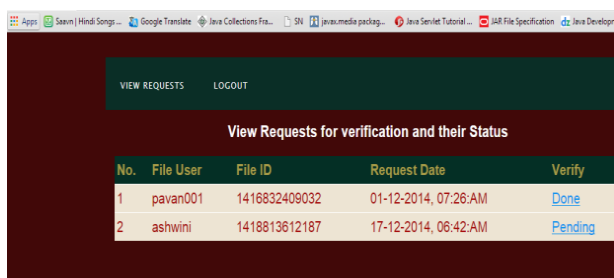 Apps Saavn | Hindi Songs ... Google Translate Java Collections Fra... SN javax.media packag... Java Servlet Tutorial ... JAR File Specification dz Java Develop
VIEW REQUESTS LOGOUT
View Requests for verification and their Status
No. File User File ID Request Date Verify
1 pavan001 1416832409032 01-12-2014, 07:26:AM Done
2 ashwini 1418813612187 17-12-2014, 06:42:AM Pending